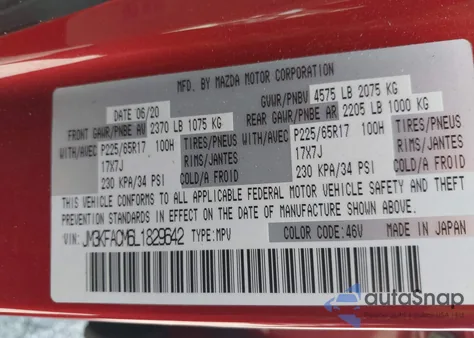 MFD. BY MAZDA MOTOR CORPORATION
DATE 06/20 GVWR/PNBV 4575 LB 2075 KG
FRONT GAWR/PNBE AV 2370 LB 1075 KG REAR GAWR/PNBE AR 2205 LB 1000 KG
WITH/AVEC P225/65R17 100H TIRES/PNEUS WITH/AVEC P225/65R17 100H TIRES/PNEUS
17X7J RIMS/JANTES 17X7J RIMS/JANTES
230 KPA/34 PSI COLD/A FROID 230 KPA/34 PSI COLD/A FROID
THIS VEHICLE CONFORMS TO ALL APPLICABLE FEDERAL MOTOR VEHICLE SAFETY AND THEFT
PREVENTION STANDARDS IN EFFECT ON THE DATE OF MANUFACTURE SHOWN ABOVE.
VIN: JM3KFACM6L1829642 TYPE: MPV COLOR CODE: 46V MADE IN JAPAN
autoSnap